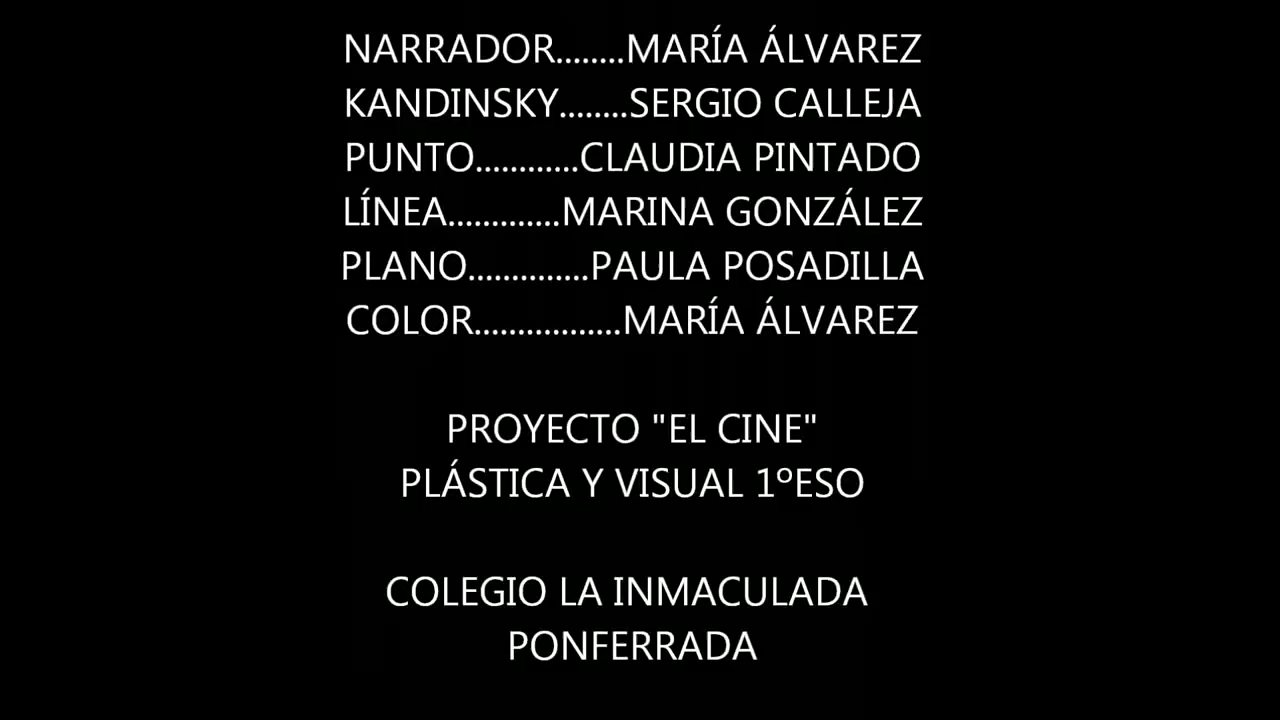 NARRADOR........MARÍA ÁLVAREZ
KANDINSKY........SERGIO CALLEJA
PUNTO............CLAUDIA PINTADO
LÍNEA.............MARINA GONZÁLEZ
PLANO..............PAULA POSADILLA
COLOR.................MARÍA ÁLVAREZ
PROYECTO "EL CINE"
PLÁSTICA Y VISUAL 1ºESO
COLEGIO LA INMACULADA
PONFERRADA